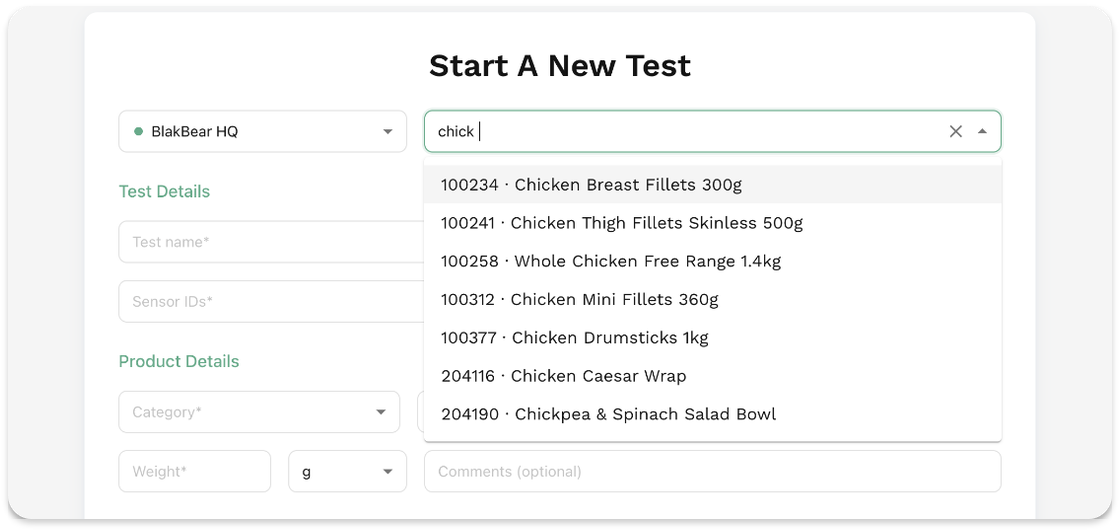 Start A New Test
BlakBear HQ
chick
100234 · Chicken Breast Fillets 300g
100241 · Chicken Thigh Fillets Skinless 500g
100258 · Whole Chicken Free Range 1.4kg
100312 · Chicken Mini Fillets 360g
100377 · Chicken Drumsticks 1kg
204116 · Chicken Caesar Wrap
204190 · Chickpea & Spinach Salad Bowl
Test Details
Test name*
Sensor IDs*
Product Details
Category*
Weight*
g
Comments (optional)